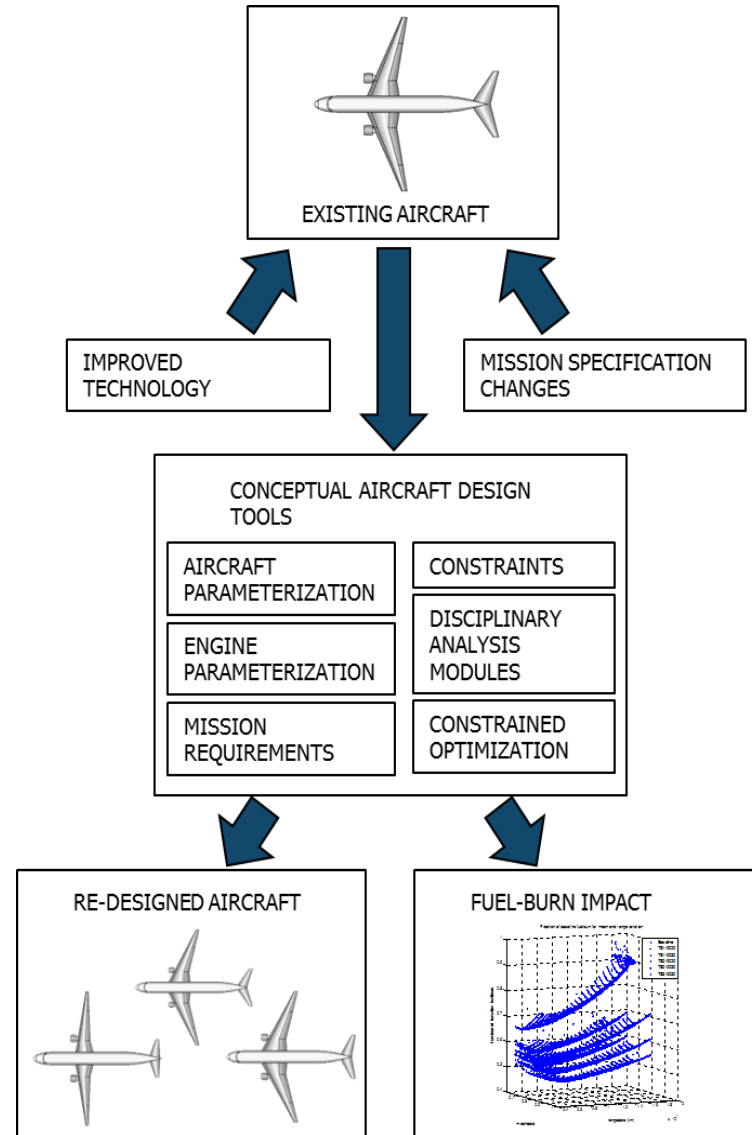 EXISTING AIRCRAFT
IMPROVED
TECHNOLOGY
MISSION SPECIFICATION
CHANGES
CONCEPTUAL AIRCRAFT DESIGN
TOOLS
AIRCRAFT
PARAMETERIZATION
ENGINE
PARAMETERIZATION
MISSION
REQUIREMENTS
CONSTRAINTS
DISCIPLINARY
ANALYSIS
MODULES
CONSTRAINED
OPTIMIZATION
RE-DESIGNED AIRCRAFT
FUEL-BURN IMPACT
Baseline